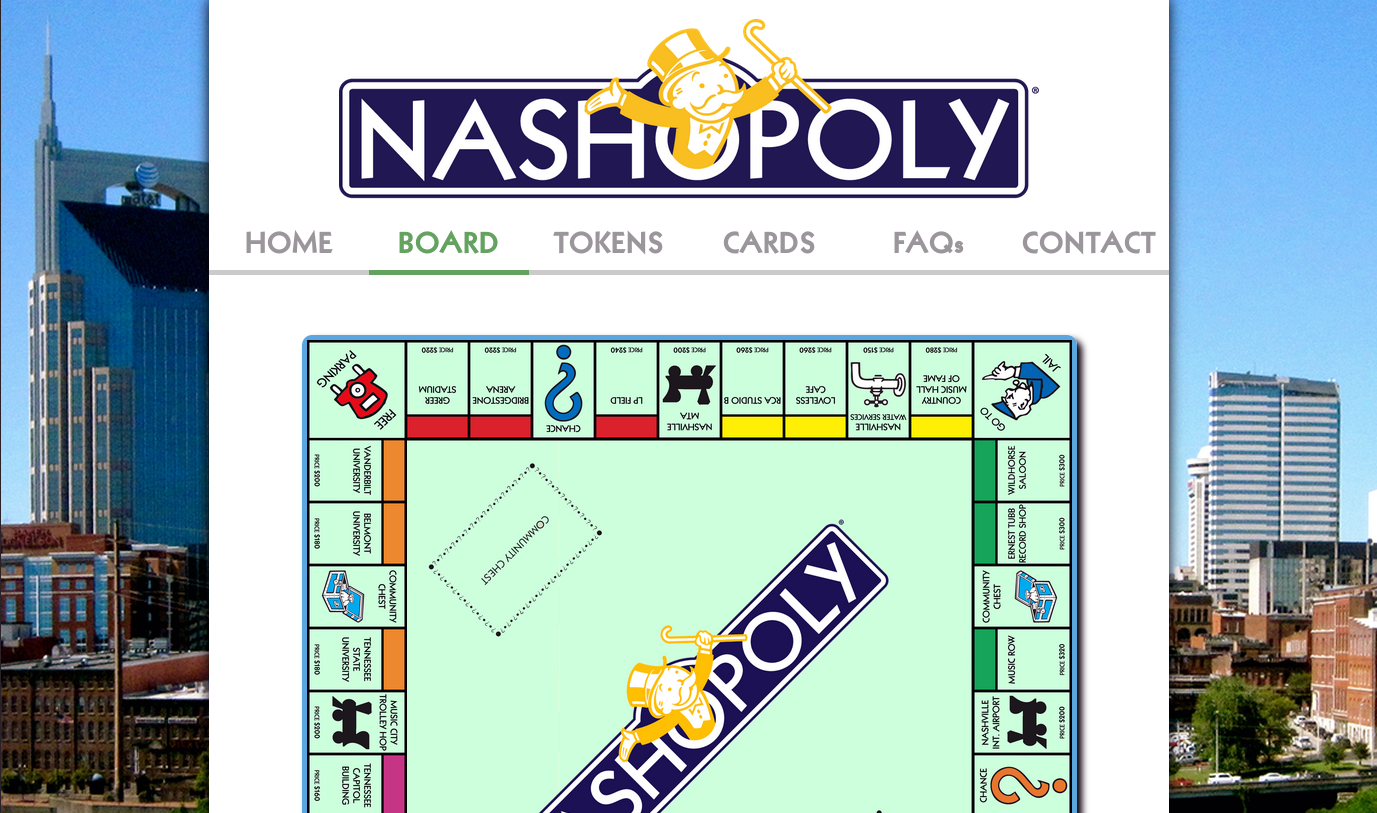 NASHOPOLY®
HOME BOARD TOKENS CARDS FAQs CONTACT
at&t
FREE
PARKING
PRICE $220
GREER
STADIUM
PRICE $220
BRIDGESTONE
ARENA
CHANCE
PRICE $240
LP FIELD
PRICE $200
NASHVILLE
MTA
PRICE $260
RCA STUDIO B
PRICE $260
LOVELESS
CAFE
PRICE $150
NASHVILLE
WATER SERVICES
PRICE $280
COUNTRY
MUSIC HALL
OF FAME
GO TO
JAIL
VANDERBILT
UNIVERSITY
PRICE $200
BELMONT
UNIVERSITY
PRICE $180
COMMUNITY
CHEST
TENNESSEE
STATE
UNIVERSITY
PRICE $180
MUSIC CITY
TROLLEY HOP
PRICE $200
TENNESSEE
CAPITOL
BUILDING
PRICE $160
COMMUNITY CHEST
SHOPOLY®
WILDHORSE
SALOON
PRICE $300
ERNEST TUBB
RECORD SHOP
PRICE $300
COMMUNITY
CHEST
MUSIC ROW
PRICE $320
NASHVILLE
INT. AIRPORT
PRICE $200
CHANCE